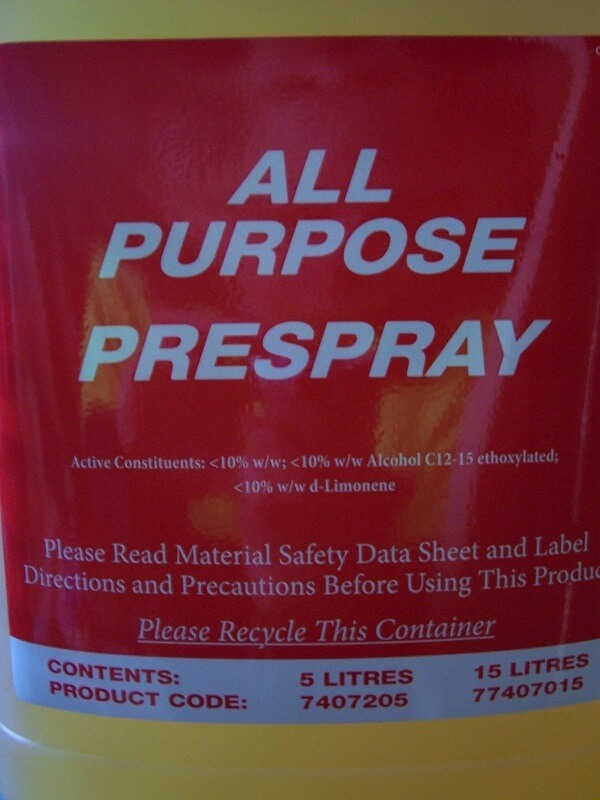 ALL
PURPOSE
PRESPRAY
Active Constituents: <10% w/w; <10% w/w Alcohol C12-15 ethoxylated;
<10% w/w d-Limonene
Please Read Material Safety Data Sheet and Label
Directions and Precautions Before Using This Produc
Please Recycle This Container
CONTENTS: 5 LITRES 15 LITRES
PRODUCT CODE: 7407205 77407015